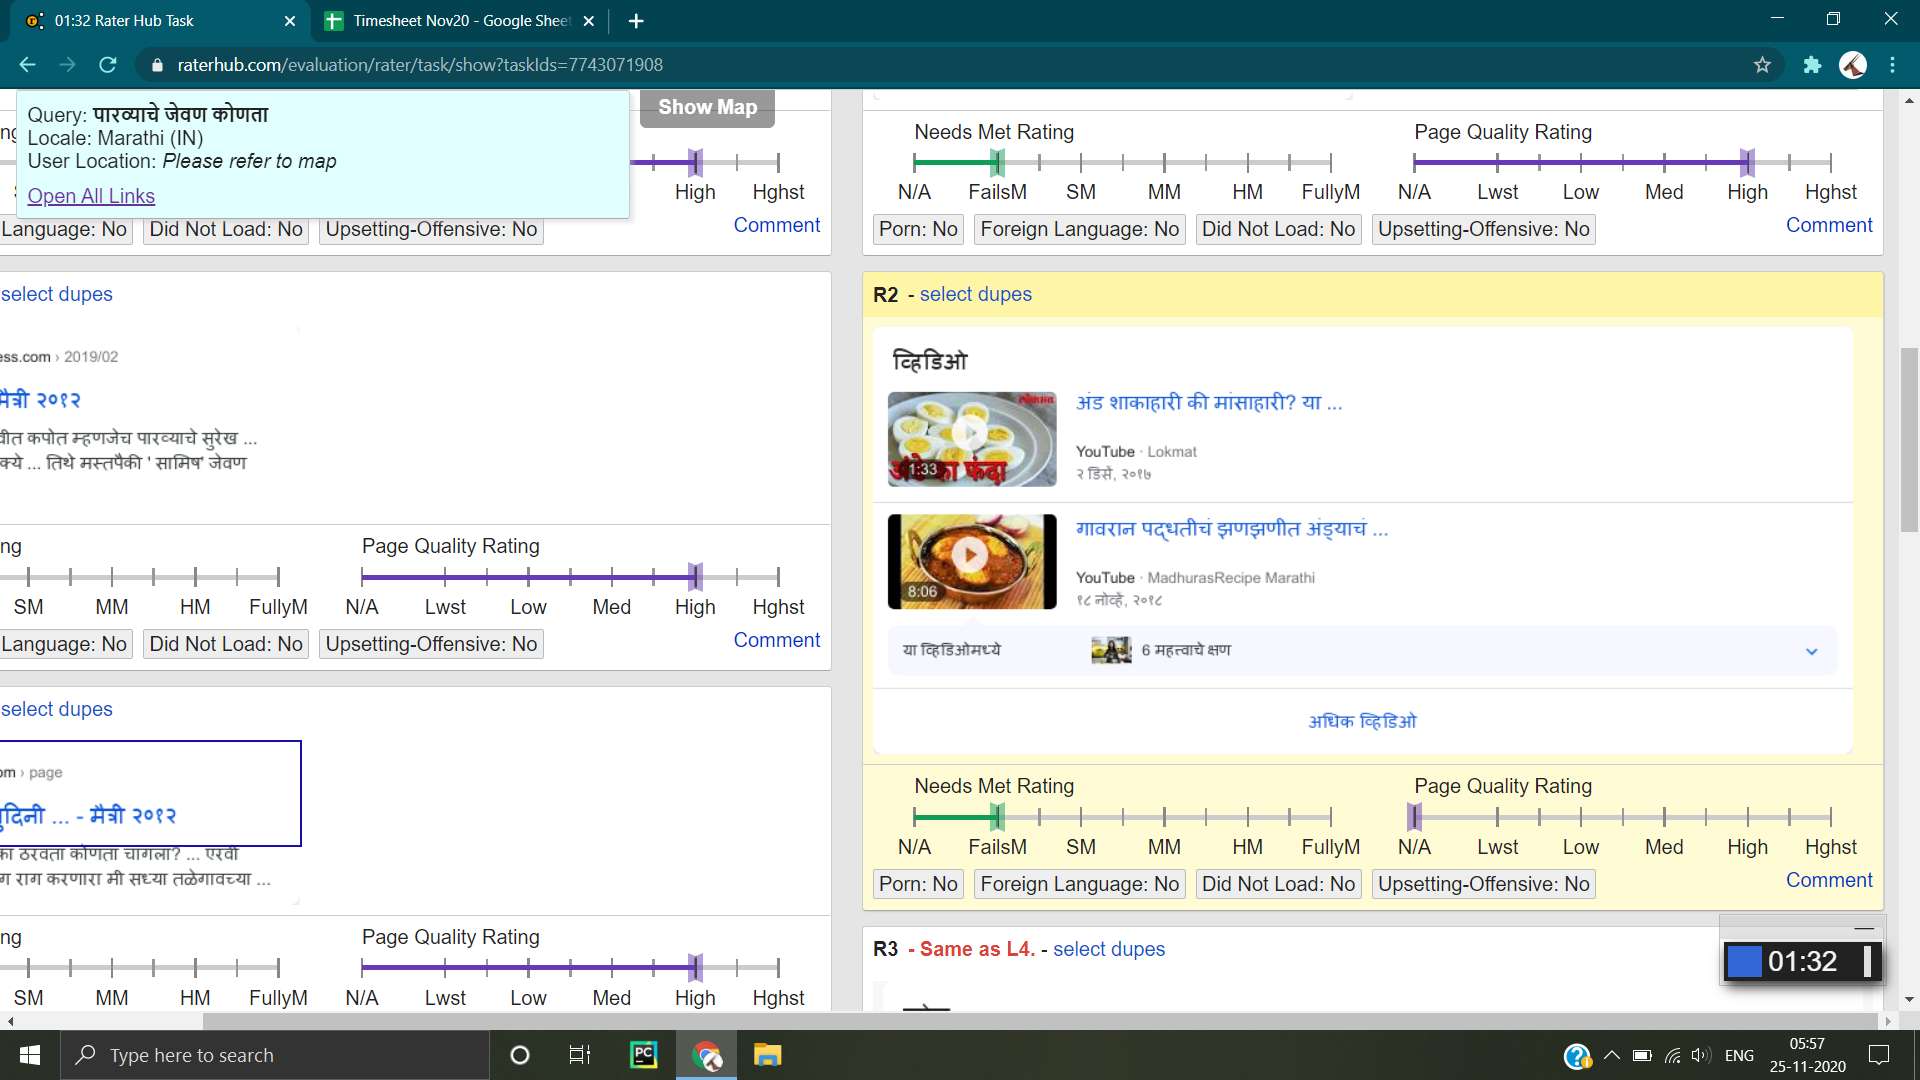 01:32 Rater Hub Task
Timesheet Nov20 - Google Sheet
raterhub.com/evaluation/rater/task/show?taskIds=7743071908
Query: पारव्याचे जेवण कोणता
Locale: Marathi (IN)
User Location: Please refer to map
Open All Links
Show Map
High Hghst
Language: No Did Not Load: No Upsetting-Offensive: No
Comment
select dupes
ess.com › 2019/02
मैत्री २०१२
वीत कपोत म्हणजेच पारव्याचे सुरेख ...
क्ये ... तिथे मस्तपैकी ' सामिष' जेवण
ng
Page Quality Rating
SM MM HM FullyM
N/A Lwst Low Med High Hghst
Language: No Did Not Load: No Upsetting-Offensive: No
Comment
select dupes
om › page
ुदिनी ... - मैत्री २०१२
का ठरवता कोणता चांगला? ... एरवी
ग राग करणारा मी सध्या तळेगावच्या ...
ng
Page Quality Rating
SM MM HM FullyM
N/A Lwst Low Med High Hghst
Needs Met Rating
Page Quality Rating
N/A FailsM SM MM HM FullyM
N/A Lwst Low Med High Hghst
Porn: No Foreign Language: No Did Not Load: No Upsetting-Offensive: No
Comment
R2 - select dupes
व्हिडिओ
अंड शाकाहारी की मांसाहारी? या ...
YouTube · Lokmat
२ डिसें, २०१७
लोकमत
अंडे का फंदा
1:33
गावरान पद्धतीचं झणझणीत अंड्याचं ...
YouTube · MadhurasRecipe Marathi
१८ नोव्हें, २०१८
8:06
या व्हिडिओमध्ये
6 महत्त्वाचे क्षण
अधिक व्हिडिओ
Needs Met Rating
Page Quality Rating
N/A FailsM SM MM HM FullyM
N/A Lwst Low Med High Hghst
Porn: No Foreign Language: No Did Not Load: No Upsetting-Offensive: No
Comment
R3 - Same as L4. - select dupes
01:32
Type here to search
PC
ENG
05:57
25-11-2020